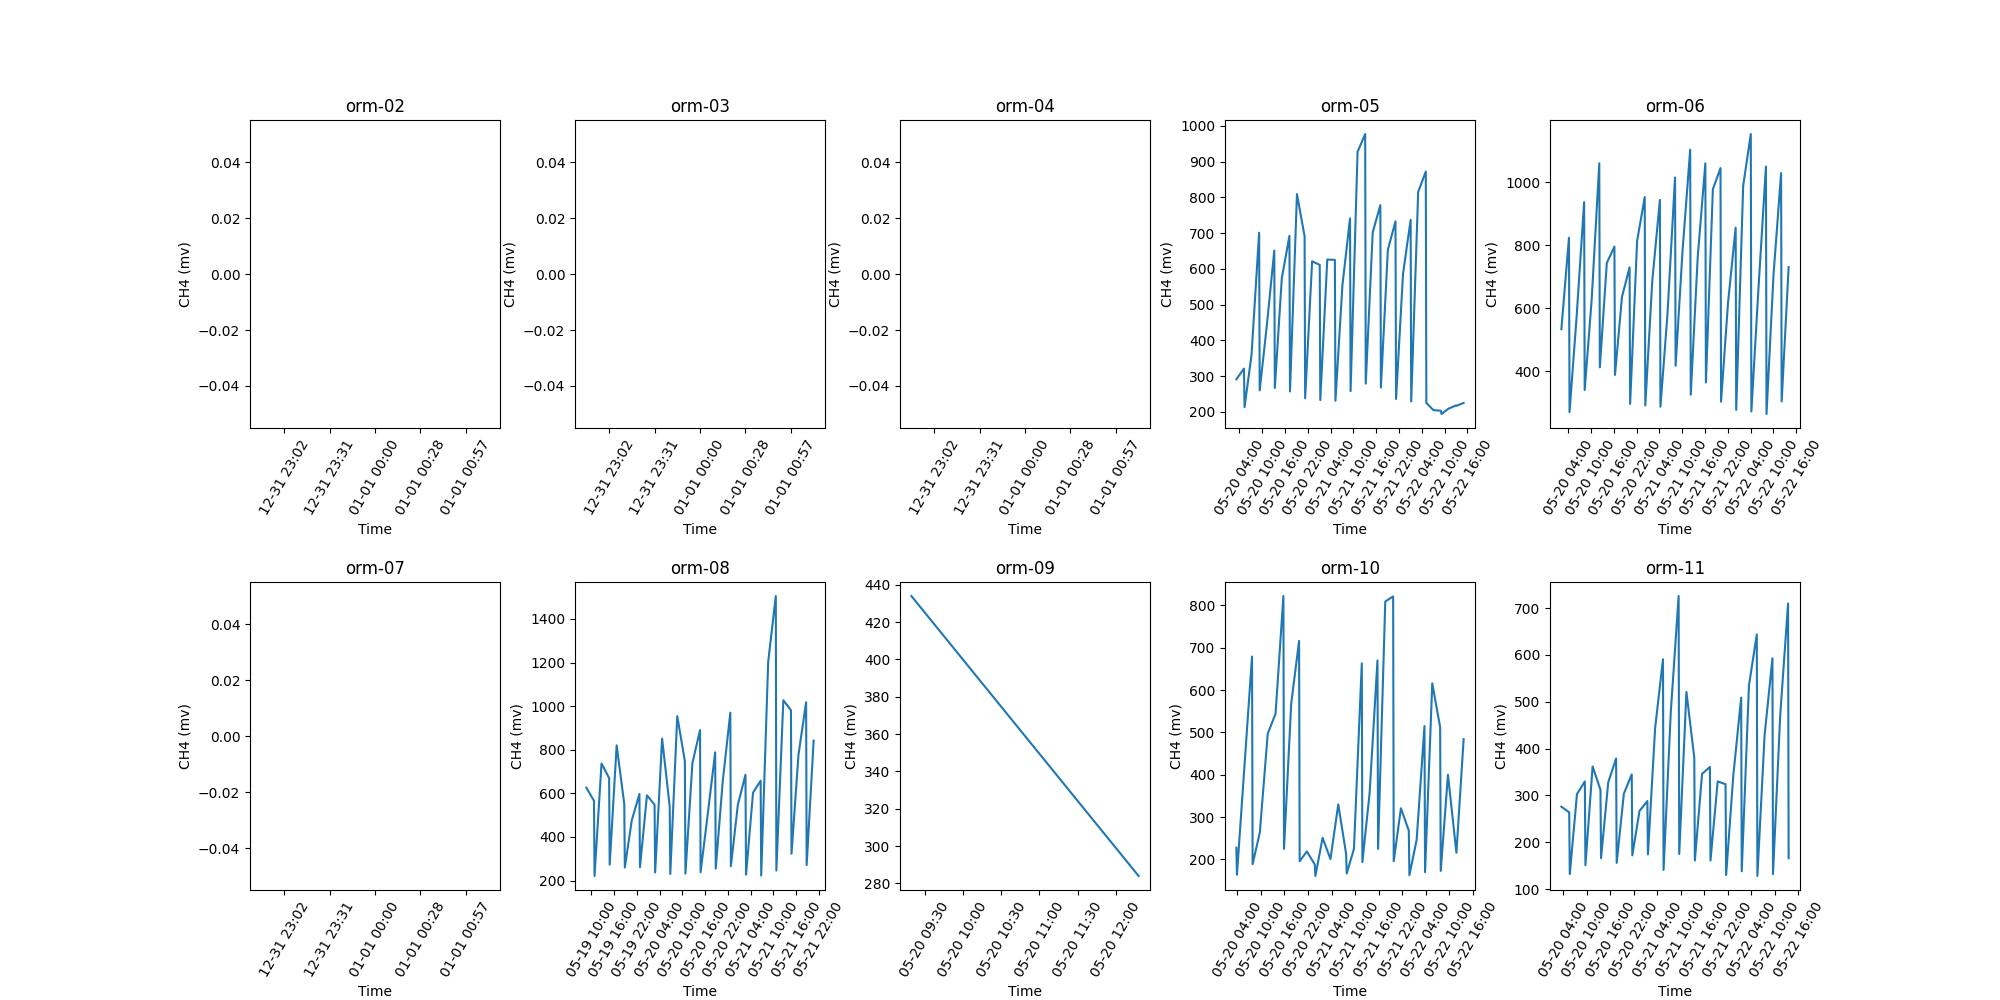 orm-02 orm-03 orm-04 orm-05 orm-06
CH4 (mv)
0.04
0.02
0.00
−0.02
−0.04
12-31 23:02 12-31 23:31 01-01 00:00 01-01 00:28 01-01 00:57
Time
CH4 (mv)
0.04
0.02
0.00
−0.02
−0.04
12-31 23:02 12-31 23:31 01-01 00:00 01-01 00:28 01-01 00:57
Time
CH4 (mv)
0.04
0.02
0.00
−0.02
−0.04
12-31 23:02 12-31 23:31 01-01 00:00 01-01 00:28 01-01 00:57
Time
CH4 (mv)
1000
900
800
700
600
500
400
300
200
05-20 04:00 05-20 10:00 05-20 16:00 05-20 22:00 05-21 04:00 05-21 10:00 05-21 16:00 05-21 22:00 05-22 04:00 05-22 10:00 05-22 16:00
Time
CH4 (mv)
1000
800
600
400
05-20 04:00 05-20 10:00 05-20 16:00 05-20 22:00 05-21 04:00 05-21 10:00 05-21 16:00 05-21 22:00 05-22 04:00 05-22 10:00 05-22 16:00
Time
orm-07 orm-08 orm-09 orm-10 orm-11
CH4 (mv)
0.04
0.02
0.00
−0.02
−0.04
12-31 23:02 12-31 23:31 01-01 00:00 01-01 00:28 01-01 00:57
Time
CH4 (mv)
1400
1200
1000
800
600
400
200
05-19 10:00 05-19 16:00 05-19 22:00 05-20 04:00 05-20 10:00 05-20 16:00 05-20 22:00 05-21 04:00 05-21 10:00 05-21 16:00 05-21 22:00
Time
CH4 (mv)
440
420
400
380
360
340
320
300
280
05-20 09:30 05-20 10:00 05-20 10:30 05-20 11:00 05-20 11:30 05-20 12:00
Time
CH4 (mv)
800
700
600
500
400
300
200
05-20 04:00 05-20 10:00 05-20 16:00 05-20 22:00 05-21 04:00 05-21 10:00 05-21 16:00 05-21 22:00 05-22 04:00 05-22 10:00 05-22 16:00
Time
CH4 (mv)
700
600
500
400
300
200
100
05-20 04:00 05-20 10:00 05-20 16:00 05-20 22:00 05-21 04:00 05-21 10:00 05-21 16:00 05-21 22:00 05-22 04:00 05-22 10:00 05-22 16:00
Time